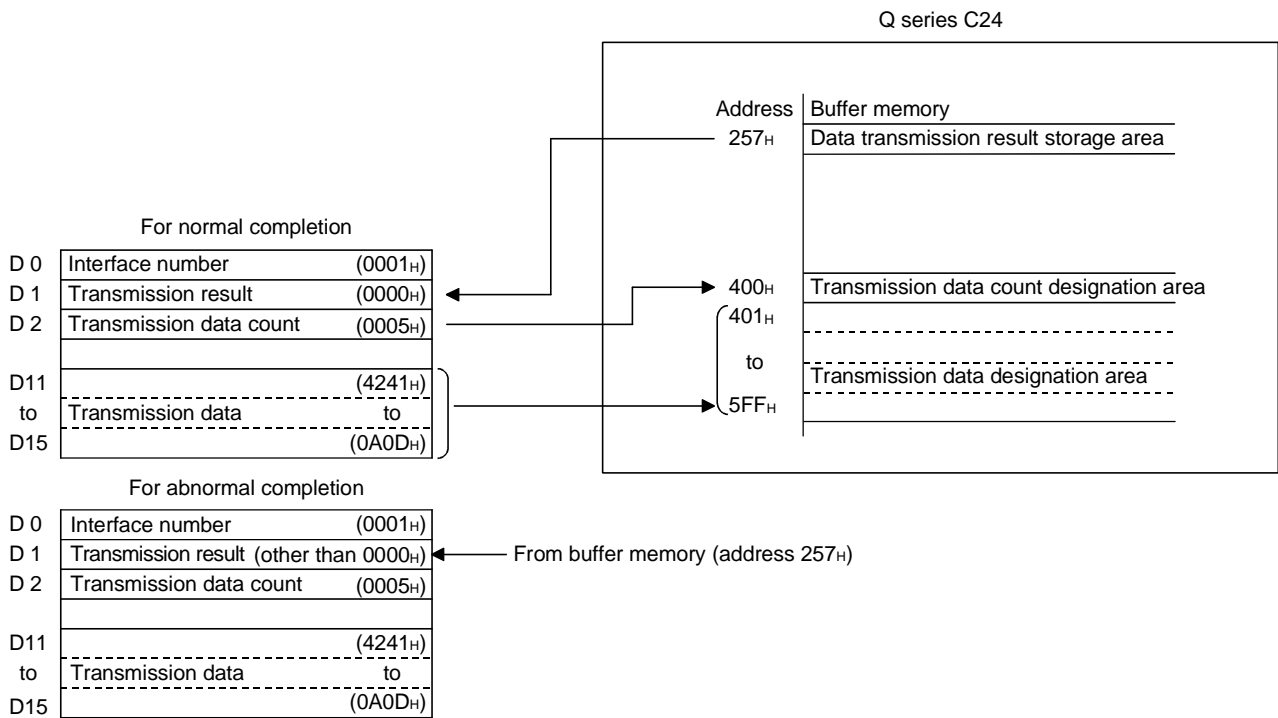 Q series C24
Address Buffer memory
257H Data transmission result storage area
400H Transmission data count designation area
401H
to
Transmission data designation area
5FFH
For normal completion
D 0 Interface number (0001H)
D 1 Transmission result (0000H)
D 2 Transmission data count (0005H)
D11 (4241H)
to Transmission data to
D15 (0A0DH)
For abnormal completion
D 0 Interface number (0001H)
D 1 Transmission result (other than 0000H) From buffer memory (address 257H)
D 2 Transmission data count (0005H)
D11 (4241H)
to Transmission data to
D15 (0A0DH)